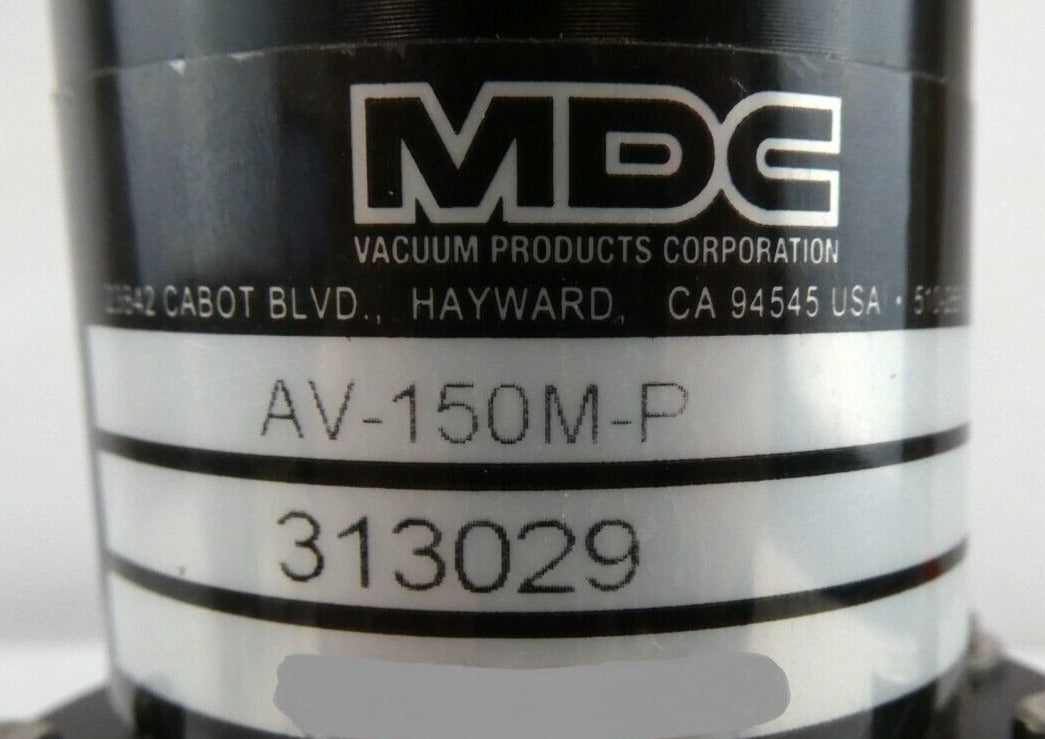 MDC
VACUUM PRODUCTS CORPORATION
CABOT BLVD., HAYWARD, CA 94545 USA
AV-150M-P
313029